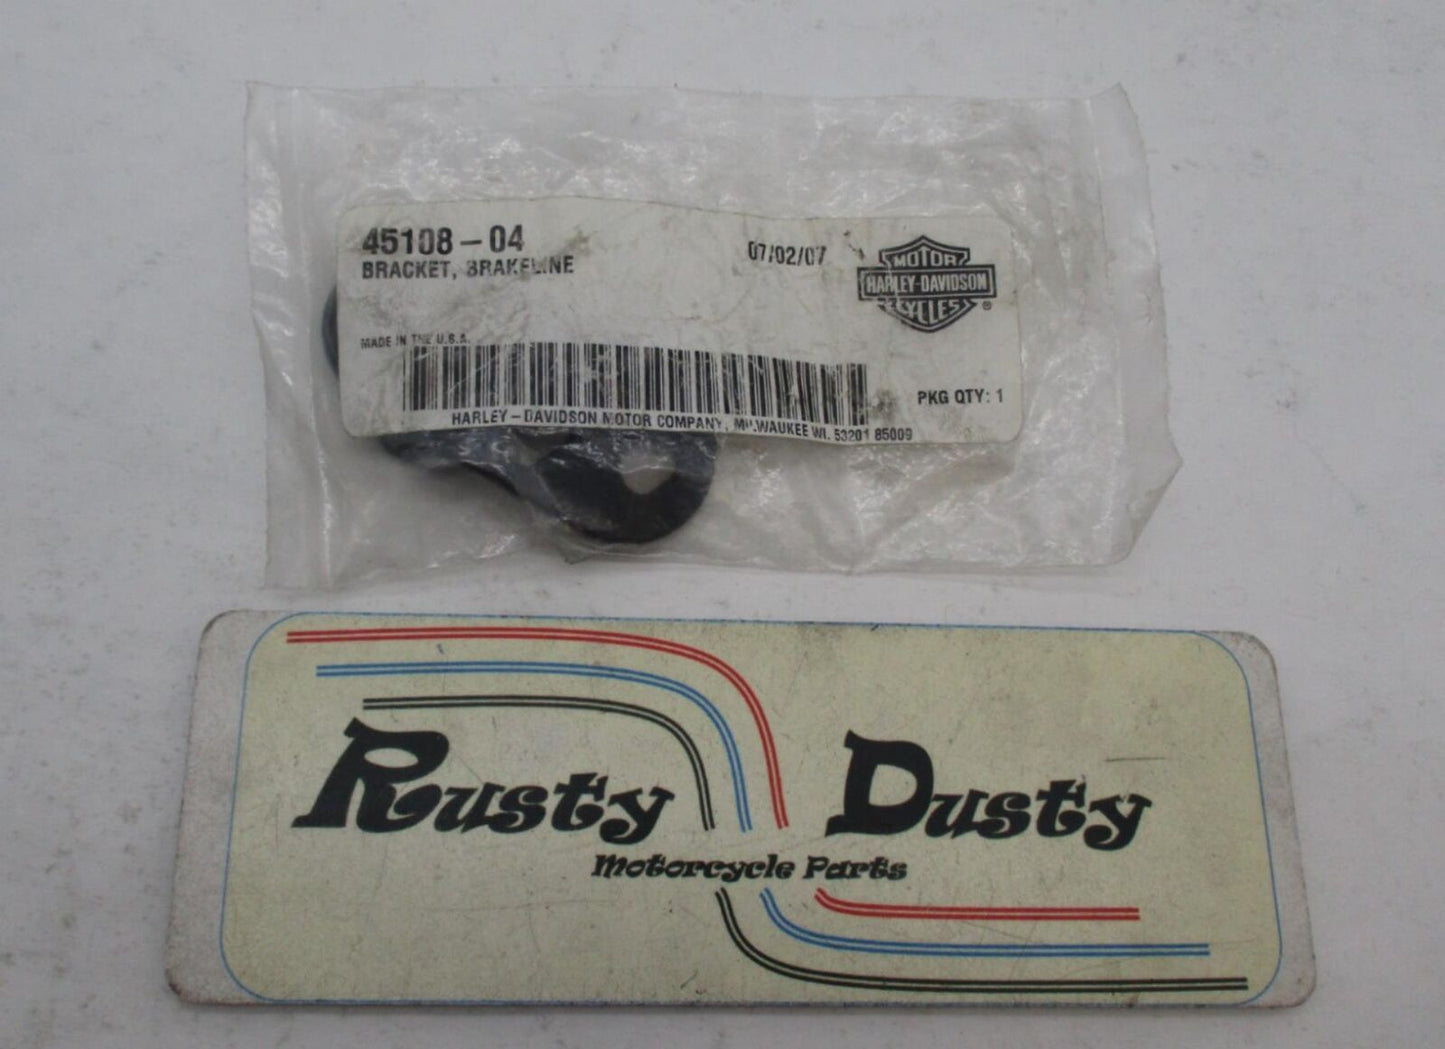 45108-04
BRACKET, BRAKELINE
07/02/07
MOTOR
HARLEY-DAVIDSON
CYCLES ®
MADE IN THE U.S.A.
PKG QTY: 1
HARLEY-DAVIDSON MOTOR COMPANY, MILWAUKEE WI. 53201 85009
Rusty Dusty
Motorcycle Parts